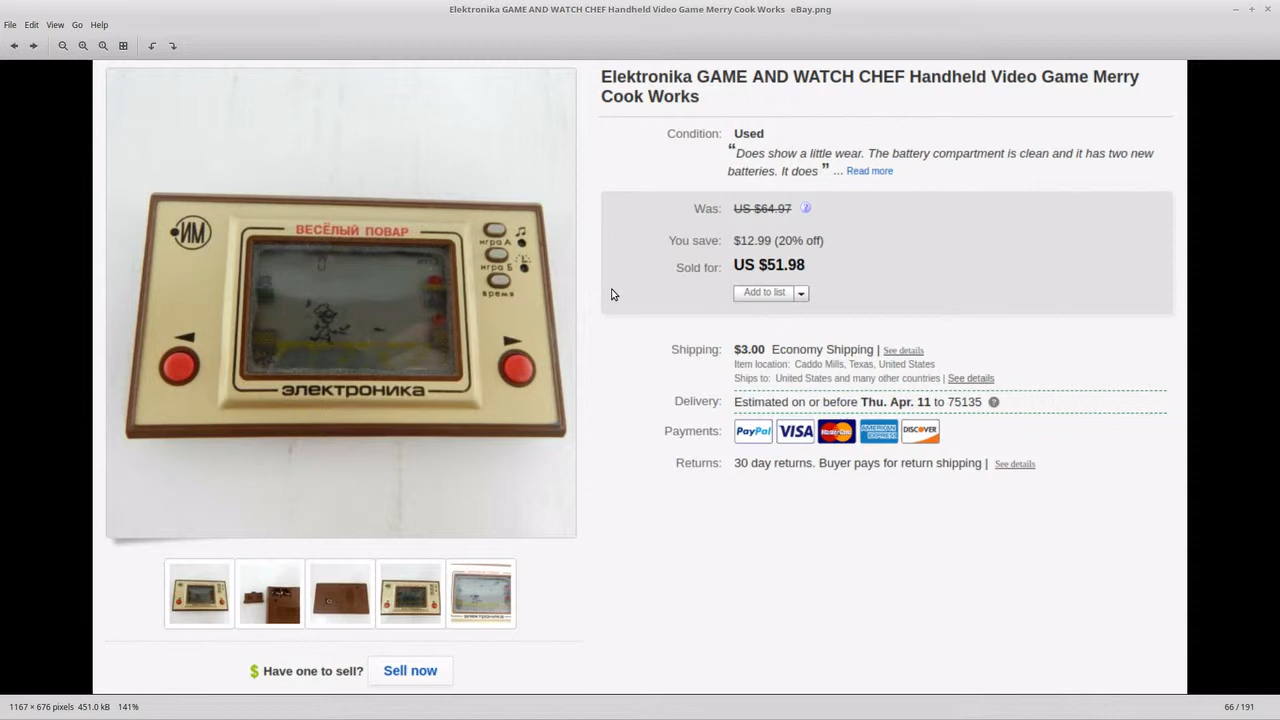 Elektronika GAME AND WATCH CHEF Handheld Video Game Merry Cook Works  eBay.png
File Edit View Go Help
Elektronika GAME AND WATCH CHEF Handheld Video Game Merry
Cook Works
Condition: Used
“Does show a little wear. The battery compartment is clean and it has two new
batteries. It does ” ... Read more
Was: US $64.97
You save: $12.99 (20% off)
Sold for: US $51.98
Add to list
Shipping: $3.00 Economy Shipping | See details
Item location: Caddo Mills, Texas, United States
Ships to: United States and many other countries | See details
Delivery: Estimated on or before Thu. Apr. 11 to 75135
Payments: PayPal VISA MasterCard AMERICAN EXPRESS DISCOVER
Returns: 30 day returns. Buyer pays for return shipping | See details
ИМ
ВЕСЁЛЫЙ ПОВАР
игра А
игра Б
время
электроника
$ Have one to sell? Sell now
1167 × 676 pixels 451.0 kB 141%
66 / 191